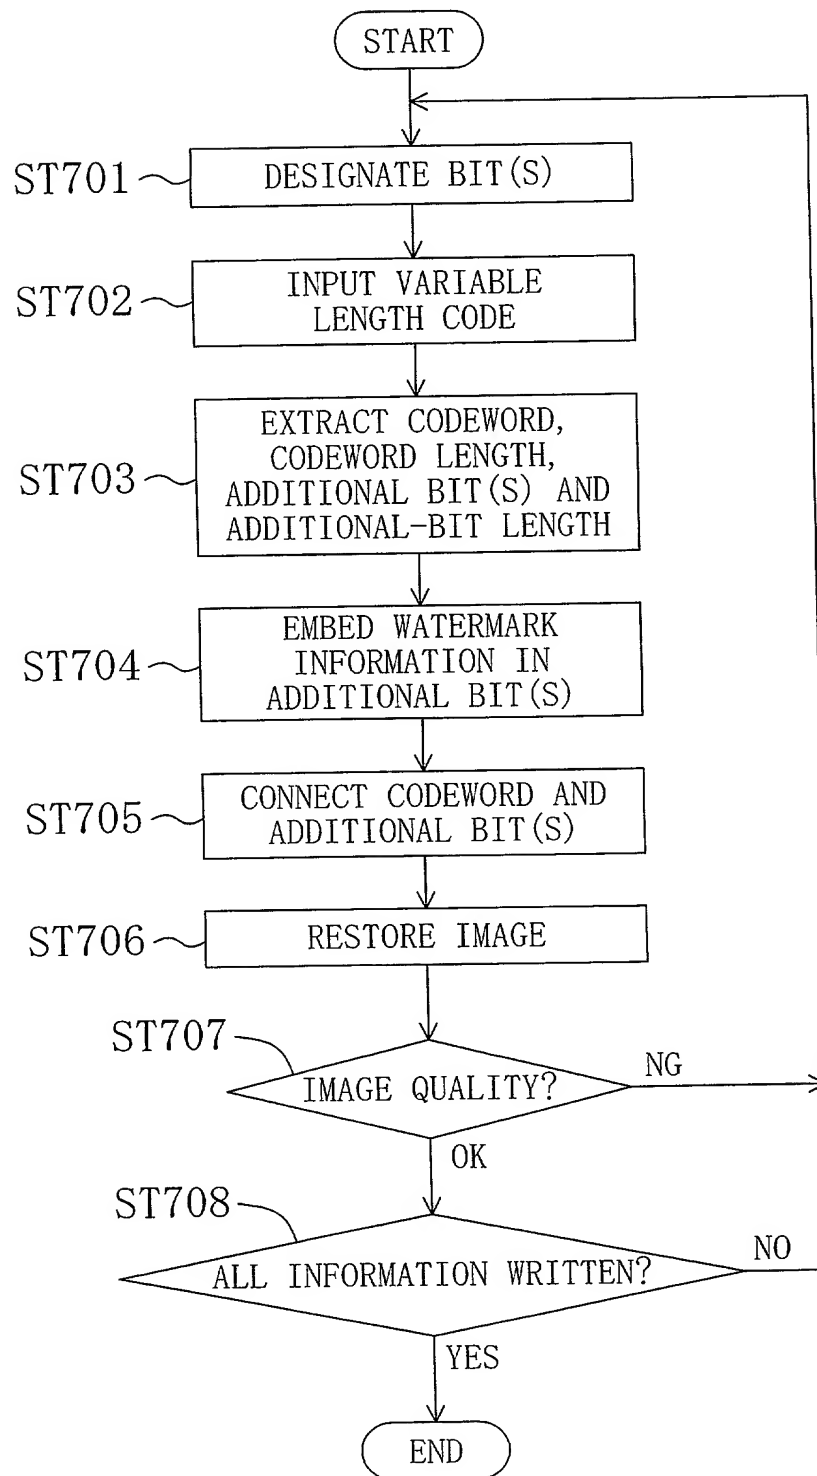 START
ST701
DESIGNATE BIT(S)
ST702
INPUT VARIABLE
LENGTH CODE
ST703
EXTRACT CODEWORD,
CODEWORD LENGTH,
ADDITIONAL BIT(S) AND
ADDITIONAL-BIT LENGTH
ST704
EMBED WATERMARK
INFORMATION IN
ADDITIONAL BIT(S)
ST705
CONNECT CODEWORD AND
ADDITIONAL BIT(S)
ST706
RESTORE IMAGE
ST707
IMAGE QUALITY?
NG
OK
ST708
ALL INFORMATION WRITTEN?
NO
YES
END